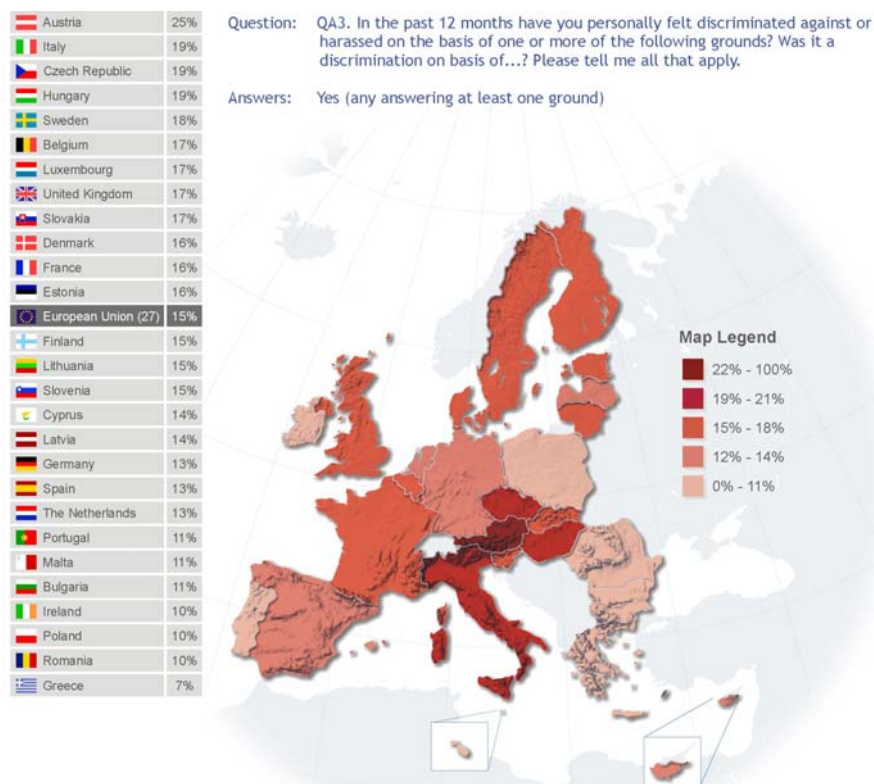 Question: QA3. In the past 12 months have you personally felt discriminated against or
harassed on the basis of one or more of the following grounds? Was it a
discrimination on basis of...? Please tell me all that apply.
Answers: Yes (any answering at least one ground)
Austria 25%
Italy 19%
Czech Republic 19%
Hungary 19%
Sweden 18%
Belgium 17%
Luxembourg 17%
United Kingdom 17%
Slovakia 17%
Denmark 16%
France 16%
Estonia 16%
European Union (27) 15%
Finland 15%
Lithuania 15%
Slovenia 15%
Cyprus 14%
Latvia 14%
Germany 13%
Spain 13%
The Netherlands 13%
Portugal 11%
Malta 11%
Bulgaria 11%
Ireland 10%
Poland 10%
Romania 10%
Greece 7%
Map Legend
22% - 100%
19% - 21%
15% - 18%
12% - 14%
0% - 11%